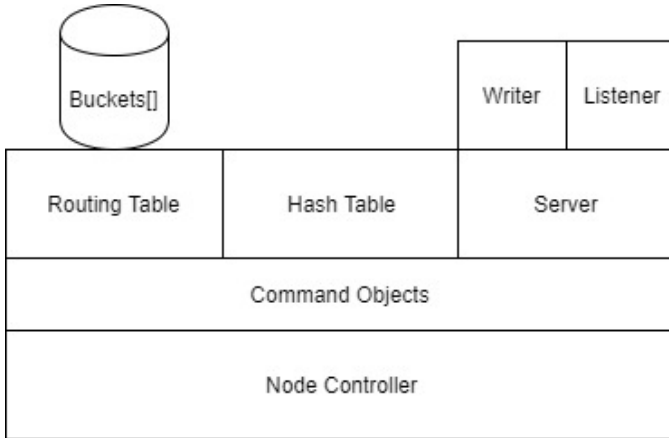 Buckets[]
Writer
Listener
Routing Table
Hash Table
Server
Command Objects
Node Controller